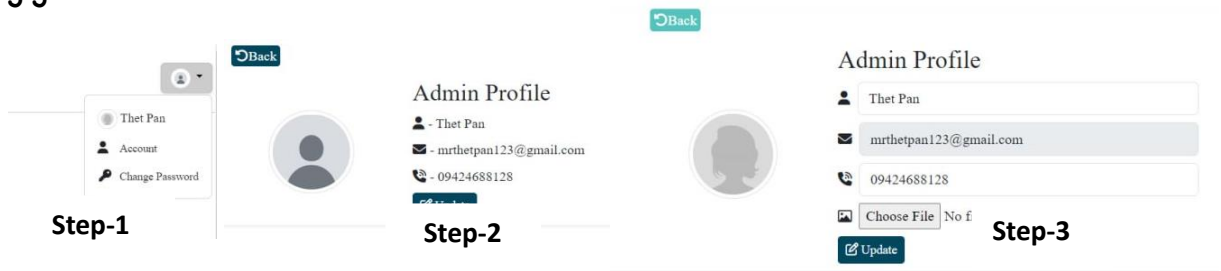 Thet Pan
Account
Change Password
Step-1
Back
Admin Profile
- Thet Pan
- mrthetpan123@gmail.com
- 09424688128
Step-2
Back
Admin Profile
Thet Pan
mrthetpan123@gmail.com
09424688128
Choose File No
Step-3
Update